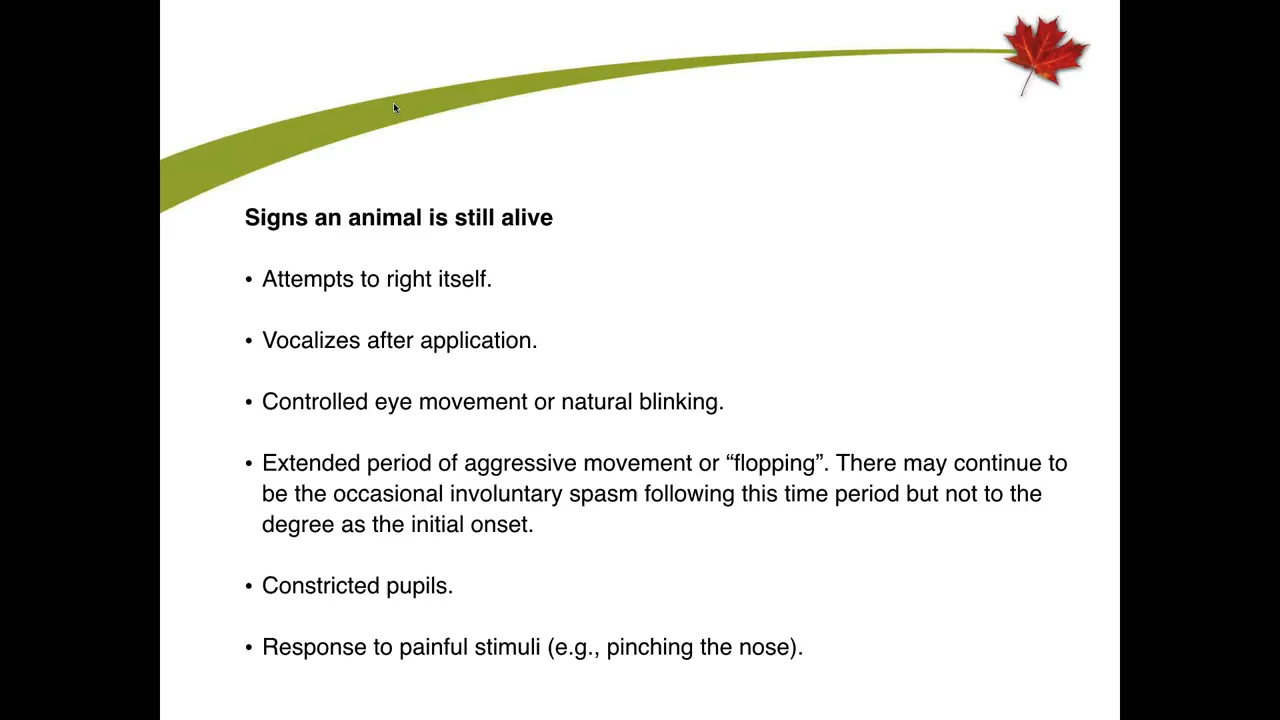 Signs an animal is still alive
• Attempts to right itself.
• Vocalizes after application.
• Controlled eye movement or natural blinking.
• Extended period of aggressive movement or “flopping”. There may continue to
be the occasional involuntary spasm following this time period but not to the
degree as the initial onset.
• Constricted pupils.
• Response to painful stimuli (e.g., pinching the nose).